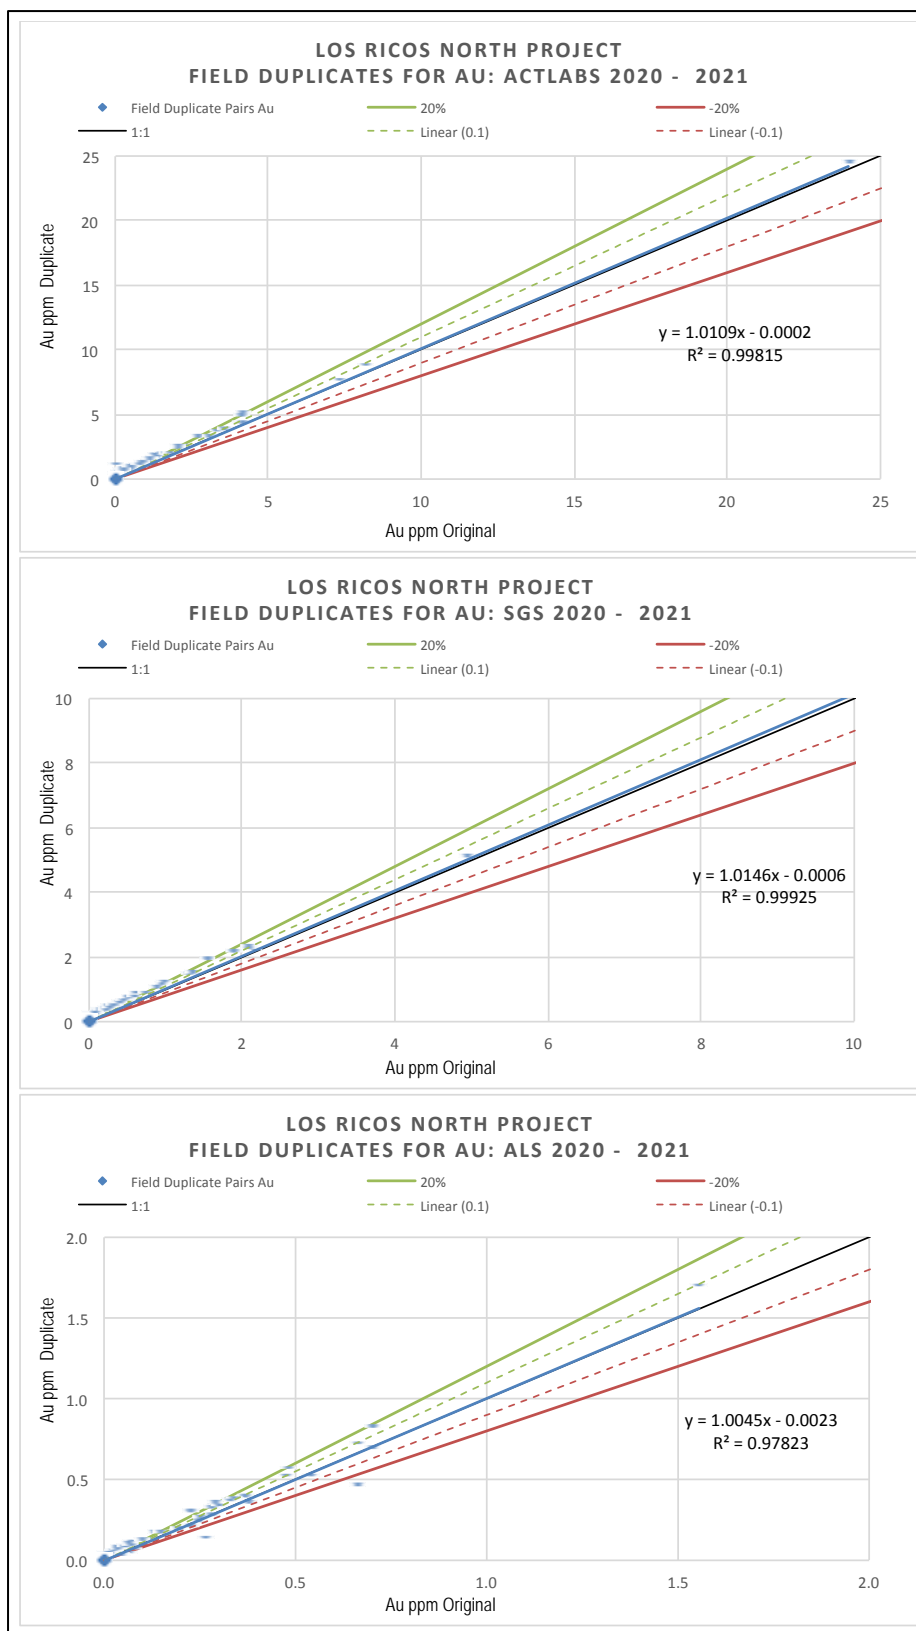 LOS RICOS NORTH PROJECT
FIELD DUPLICATES FOR AU: ACTLABS 2020 - 2021
Field Duplicate Pairs Au 20% -20%
1:1 Linear (0.1) Linear (-0.1)
25
20
15
10
5
0
Au ppm Duplicate
y = 1.0109x - 0.0002
R² = 0.99815
0 5 10 15 20 25
Au ppm Original
LOS RICOS NORTH PROJECT
FIELD DUPLICATES FOR AU: SGS 2020 - 2021
Field Duplicate Pairs Au 20% -20%
1:1 Linear (0.1) Linear (-0.1)
10
8
6
4
2
0
Au ppm Duplicate
y = 1.0146x - 0.0006
R² = 0.99925
0 2 4 6 8 10
Au ppm Original
LOS RICOS NORTH PROJECT
FIELD DUPLICATES FOR AU: ALS 2020 - 2021
Field Duplicate Pairs Au 20% -20%
1:1 Linear (0.1) Linear (-0.1)
2.0
1.5
1.0
0.5
0.0
Au ppm Duplicate
y = 1.0045x - 0.0023
R² = 0.97823
0.0 0.5 1.0 1.5 2.0
Au ppm Original